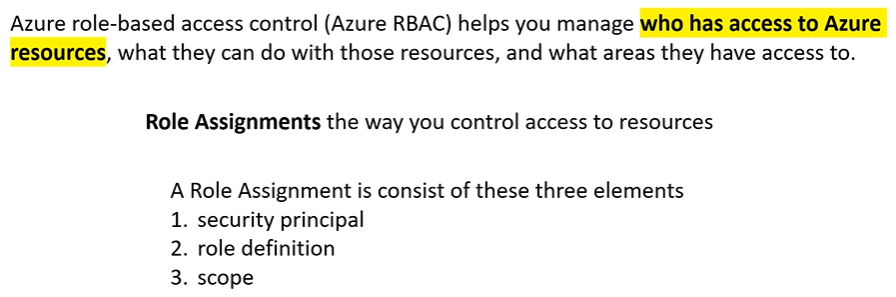 Azure role-based access control (Azure RBAC) helps you manage who has access to Azure
resources, what they can do with those resources, and what areas they have access to.
Role Assignments the way you control access to resources
A Role Assignment is consist of these three elements
1. security principal
2. role definition
3. scope